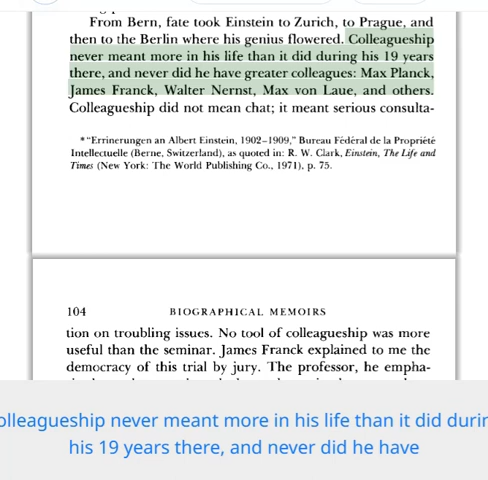 From Bern, fate took Einstein to Zurich, to Prague, and
then to the Berlin where his genius flowered. Colleagueship
never meant more in his life than it did during his 19 years
there, and never did he have greater colleagues: Max Planck,
James Franck, Walter Nernst, Max von Laue, and others.
Colleagueship did not mean chat; it meant serious consulta-
*“Errinerungen an Albert Einstein, 1902–1909,” Bureau Fédéral de la Propriété
Intellectuelle (Berne, Switzerland), as quoted in: R. W. Clark, Einstein, The Life and
Times (New York: The World Publishing Co., 1971), p. 75.
104 BIOGRAPHICAL MEMOIRS
tion on troubling issues. No tool of colleagueship was more
useful than the seminar. James Franck explained to me the
democracy of this trial by jury. The professor, he empha-
olleagueship never meant more in his life than it did durin
his 19 years there, and never did he have